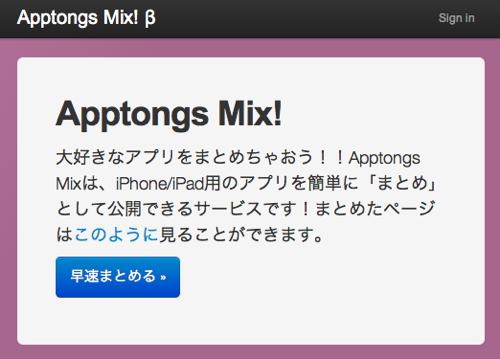 Apptongs Mix! β
Sign in
Apptongs Mix!
大好きなアプリをまとめちゃおう！！Apptongs
Mixは、iPhone/iPad用のアプリを簡単に「まとめ」
として公開できるサービスです！まとめたページ
はこのように見ることができます。
早速まとめる »